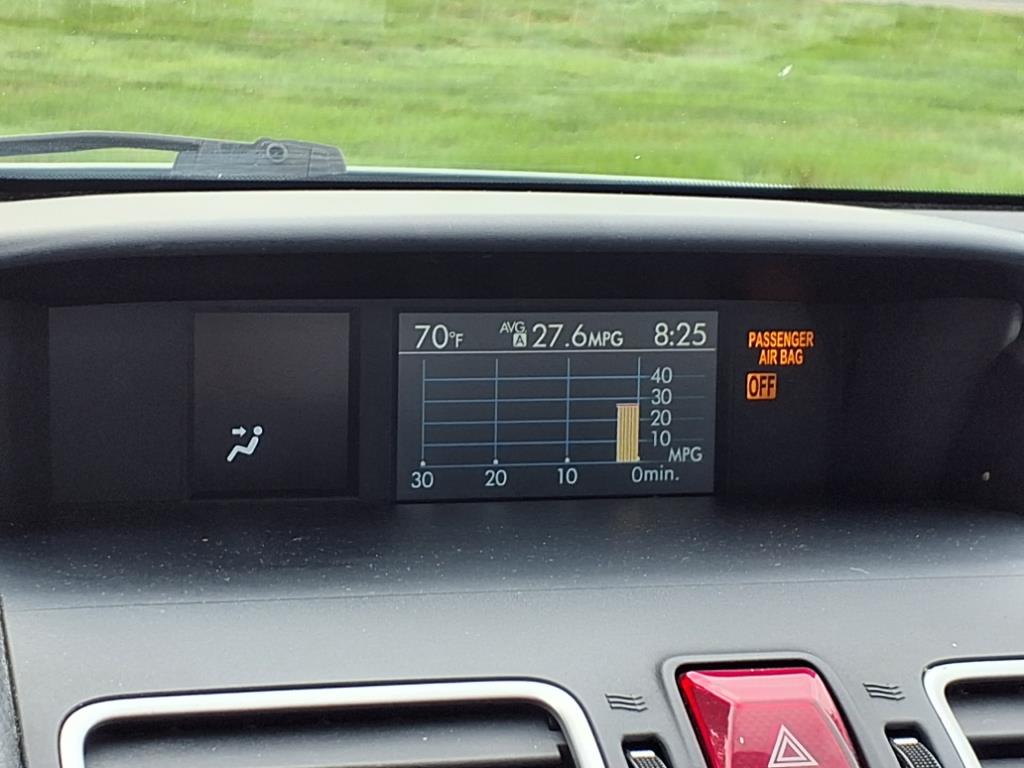 70°F AVG. A 27.6MPG 8:25
40
30
20
10
MPG
30 20 10 0min.
PASSENGER
AIR BAG
OFF